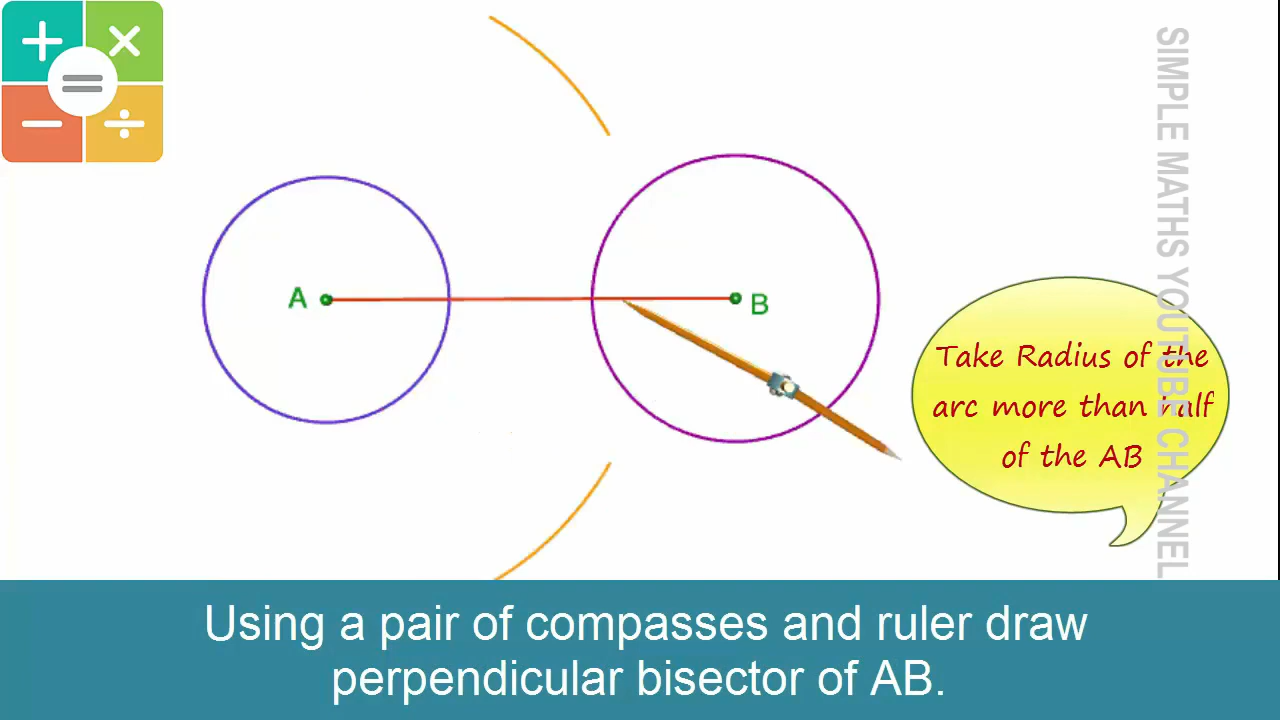 A
B
Take Radius of the
arc more than half
of the AB
SIMPLE MATHS YOUTUBE CHANNEL
Using a pair of compasses and ruler draw
perpendicular bisector of AB.